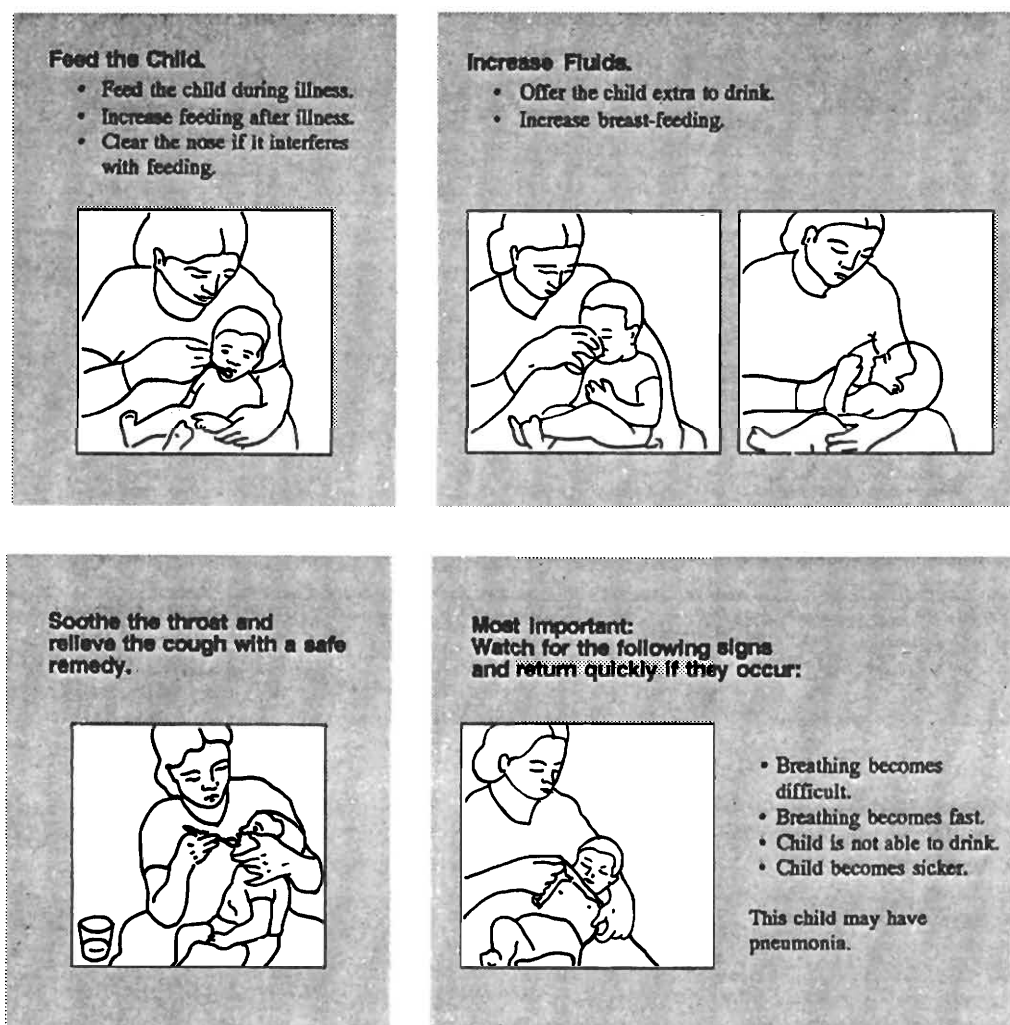 Feed the Child.
• Feed the child during illness.
• Increase feeding after illness.
• Clear the nose if it interferes
with feeding.
Increase Fluids.
• Offer the child extra to drink.
• Increase breast-feeding.
Soothe the throat and
relieve the cough with a safe
remedy.
Most Important:
Watch for the following signs
and return quickly if they occur:
• Breathing becomes
difficult.
• Breathing becomes fast.
• Child is not able to drink.
• Child becomes sicker.
This child may have
pneumonia.